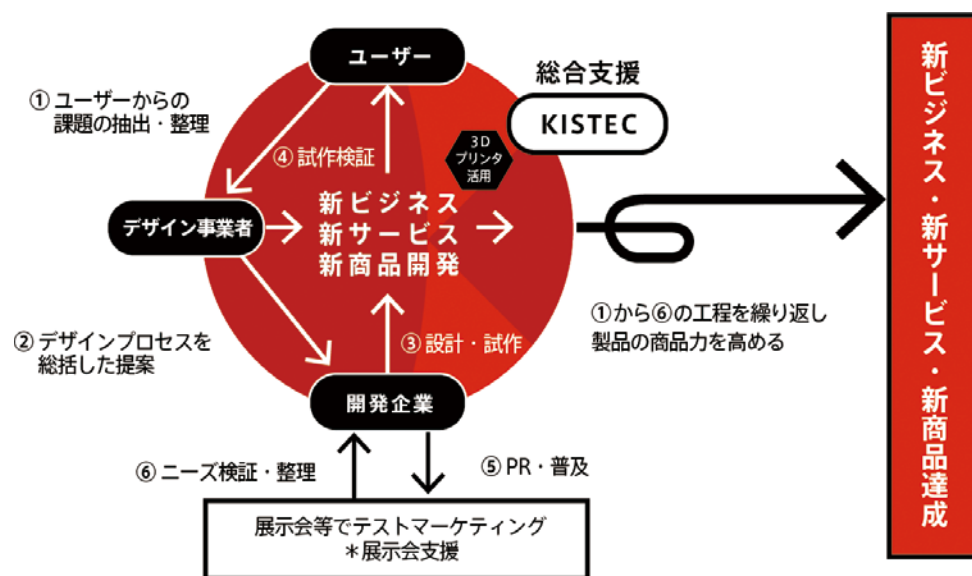 ユーザー
総合支援
KISTEC
3D
プリンタ
活用
① ユーザーからの
課題の抽出・整理
④ 試作検証
デザイン事業者
新ビジネス
新サービス
新商品開発
② デザインプロセスを
総括した提案
③ 設計・試作
①から⑥の工程を繰り返し
製品の商品力を高める
開発企業
⑥ ニーズ検証・整理
⑤ PR・普及
展示会等でテストマーケティング
＊展示会支援
新ビジネス・新サービス・新商品達成